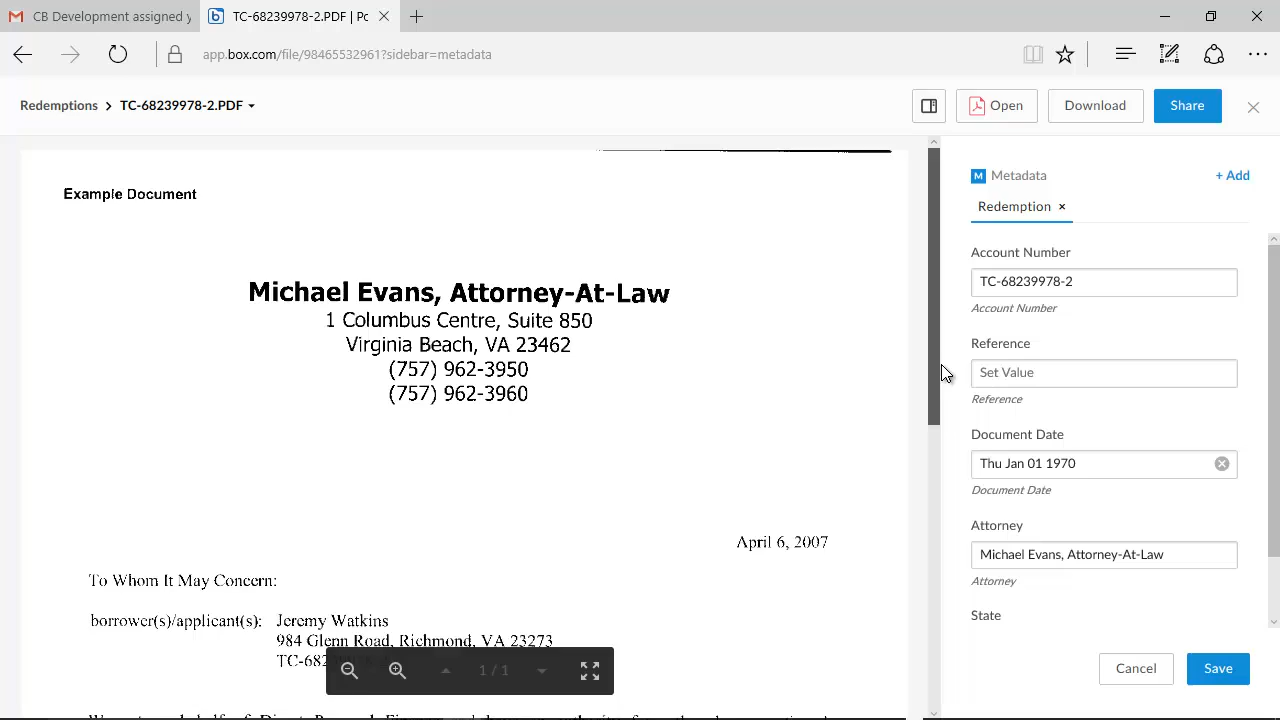 CB Development assigned y
TC-68239978-2.PDF | Po
app.box.com/file/98465532961?sidebar=metadata
Redemptions > TC-68239978-2.PDF
Open
Download
Share
Example Document
Michael Evans, Attorney-At-Law
1 Columbus Centre, Suite 850
Virginia Beach, VA 23462
(757) 962-3950
(757) 962-3960
April 6, 2007
To Whom It May Concern:
borrower(s)/applicant(s): Jeremy Watkins
984 Glenn Road, Richmond, VA 23273
TC-682
1 / 1
M Metadata
+ Add
Redemption ×
Account Number
TC-68239978-2
Account Number
Reference
Set Value
Reference
Document Date
Thu Jan 01 1970
Document Date
Attorney
Michael Evans, Attorney-At-Law
Attorney
State
Cancel
Save